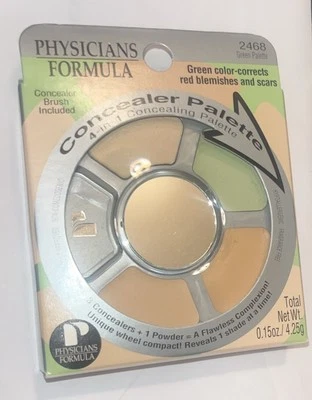 PHYSICIANS
FORMULA
2468
Green Palette
Green color-corrects
red blemishes and scars
Concealer
Brush
Included
Concealer Palette
4-in-1 Concealing Palette
Concealers + 1 Powder = A Flawless Complexion!
Unique wheel compact! Reveals 1 shade at a time!
Total
Net Wt.
0.15oz./4.25g
PHYSICIANS
FORMULA